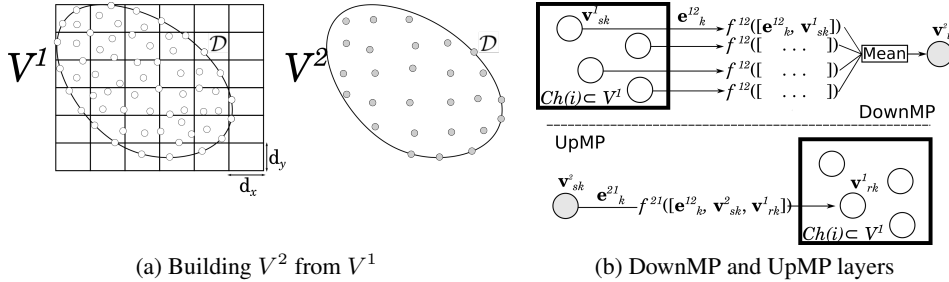 V¹
𝒟
d_y
d_x
(a) Building V² from V¹
V²
𝒟
v¹_sk
e¹²_k
f¹²([e¹²_k, v¹_sk])
f¹²([ . . . ])
f¹²([ . . . ])
f¹²([ . . . ])
Mean
Ch(i)⊂ V¹
DownMP
UpMP
v²_sk
e²¹_k
f²¹([e¹²_k, v²_sk, v¹_rk])
v¹_rk
Ch(i)⊂ V¹
(b) DownMP and UpMP layers